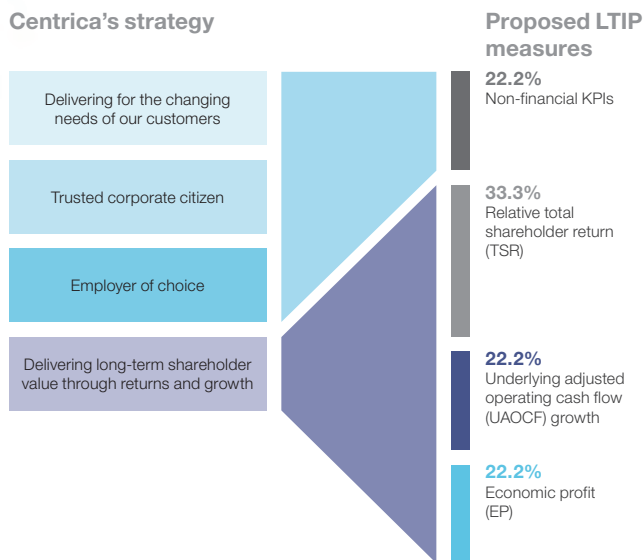 Centrica's strategy
Delivering for the changing
needs of our customers
Trusted corporate citizen
Employer of choice
Delivering long-term shareholder
value through returns and growth
Proposed LTIP
measures
22.2%
Non-financial KPIs
33.3%
Relative total
shareholder return
(TSR)
22.2%
Underlying adjusted
operating cash flow
(UAOCF) growth
22.2%
Economic profit
(EP)